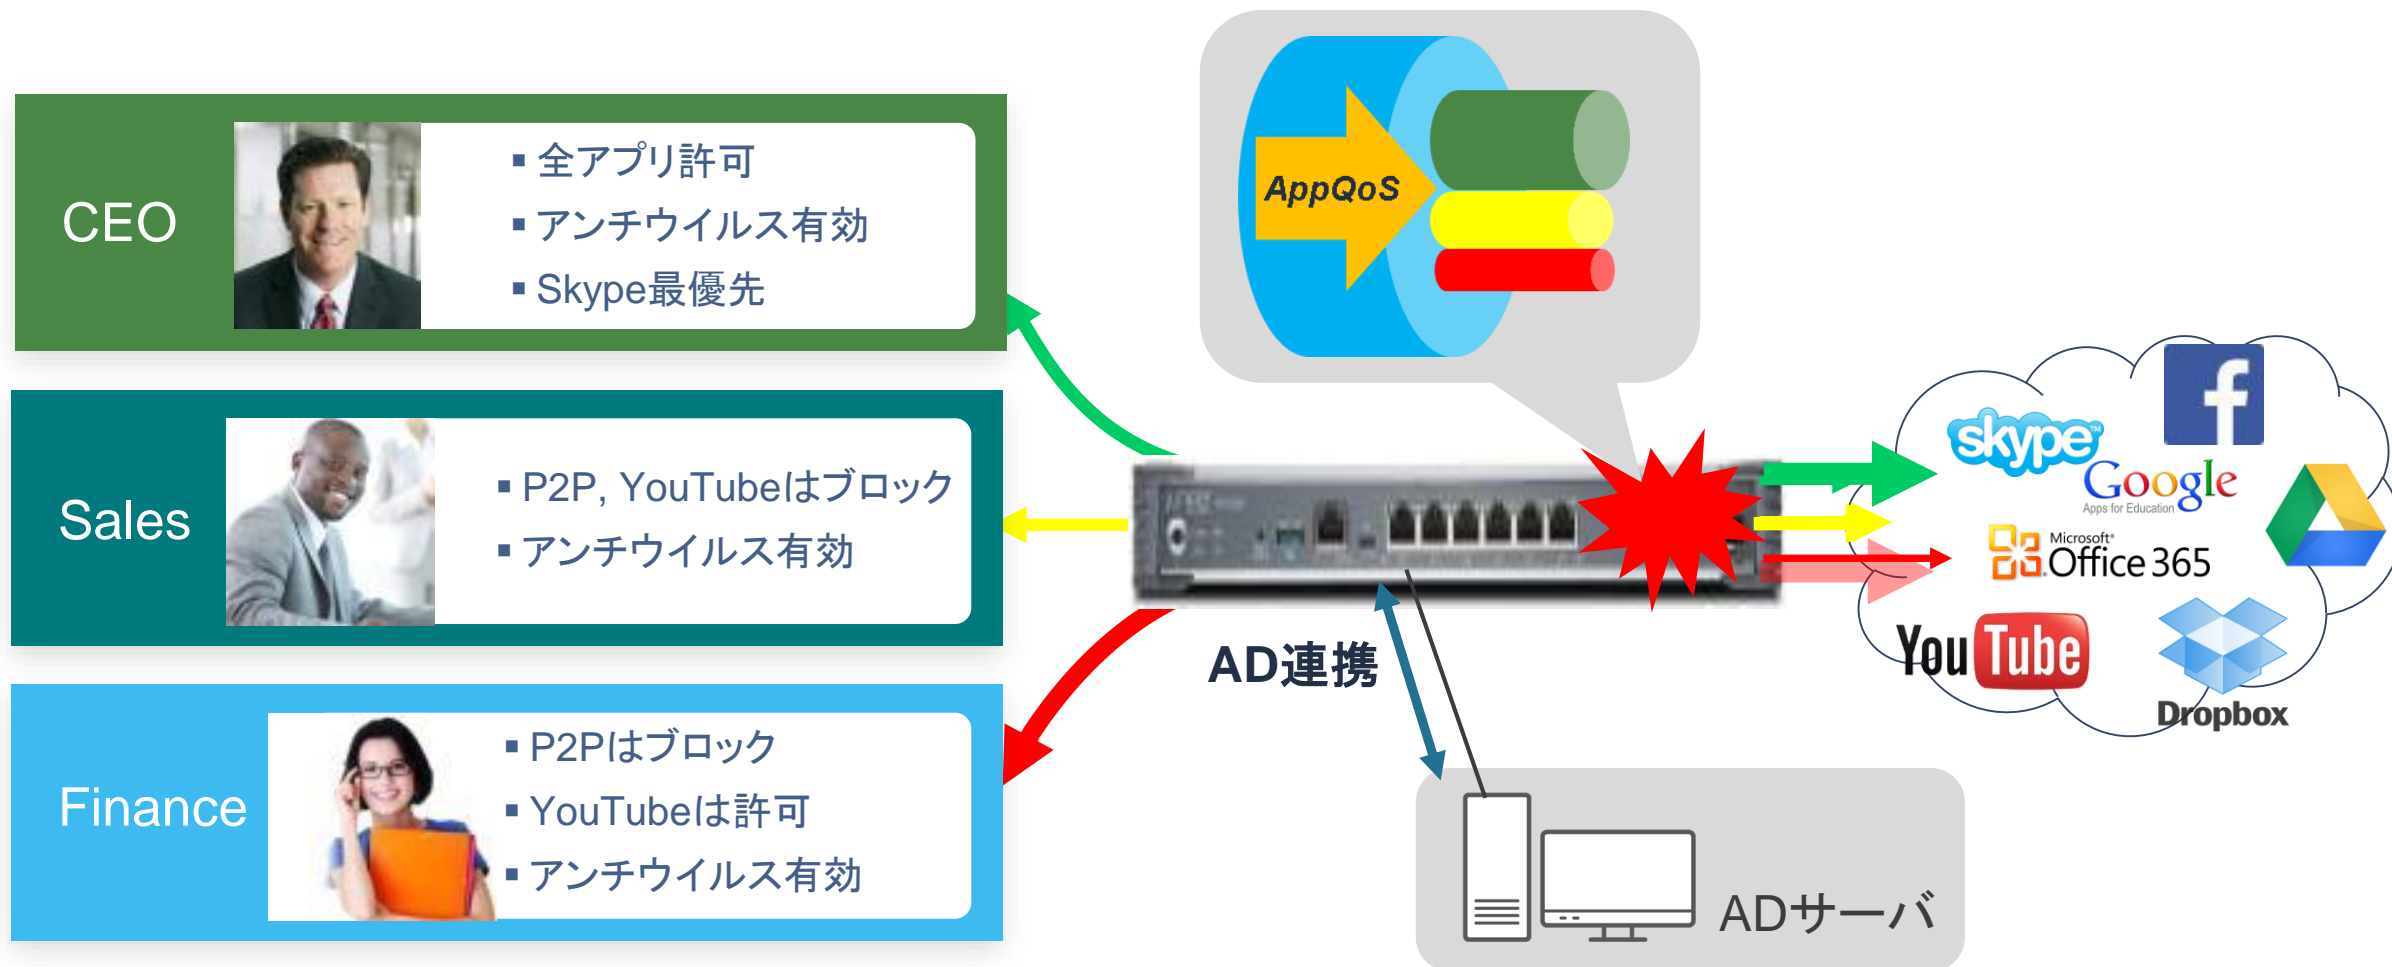 AppQoS
CEO
▪ 全アプリ許可
▪ アンチウイルス有効
▪ Skype最優先
Sales
▪ P2P, YouTubeはブロック
▪ アンチウイルス有効
Finance
▪ P2Pはブロック
▪ YouTubeは許可
▪ アンチウイルス有効
AD連携
ADサーバ
f
skype™
Google
Apps for Education
Microsoft®
Office 365
YouTube
Dropbox